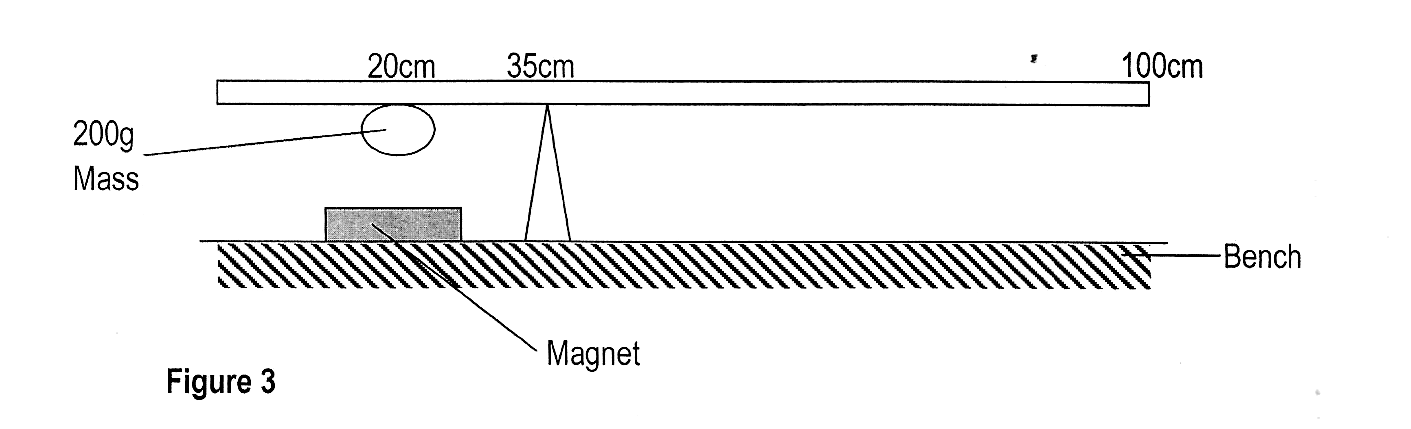 20cm 35cm 100cm
200g
Mass
Bench
Magnet
Figure 3